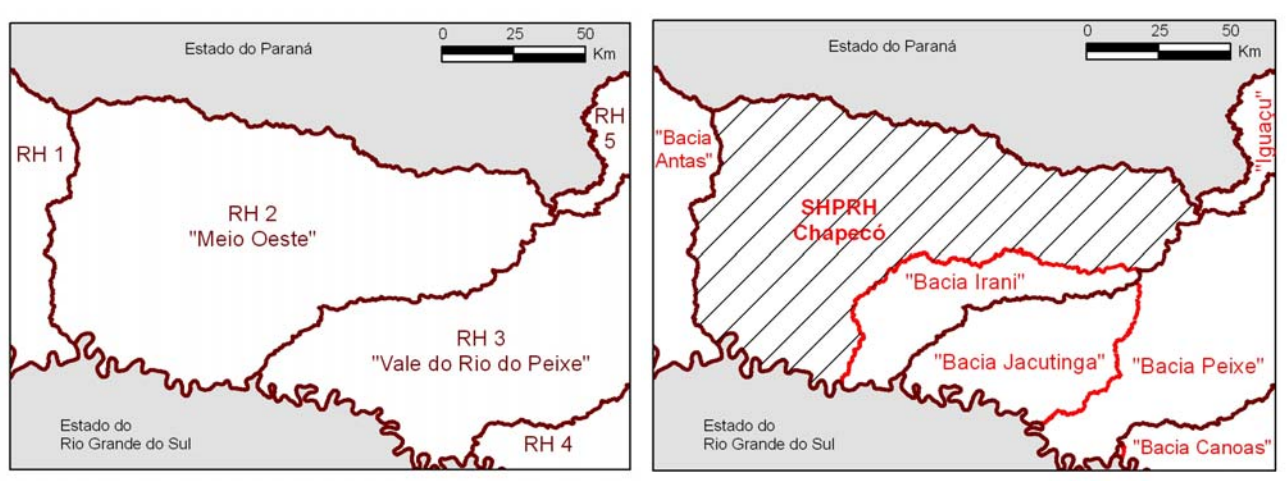 Estado do Paraná
0 25 50
Km
RH 1
RH
5
RH 2
"Meio Oeste"
RH 3
"Vale do Rio do Peixe"
Estado do
Rio Grande do Sul
RH 4
Estado do Paraná
0 25 50
Km
"Bacia
Antas"
"Iguaçu"
SHPRH
Chapecó
"Bacia Irani"
"Bacia Jacutinga"
"Bacia Peixe"
Estado do
Rio Grande do Sul
"Bacia Canoas"